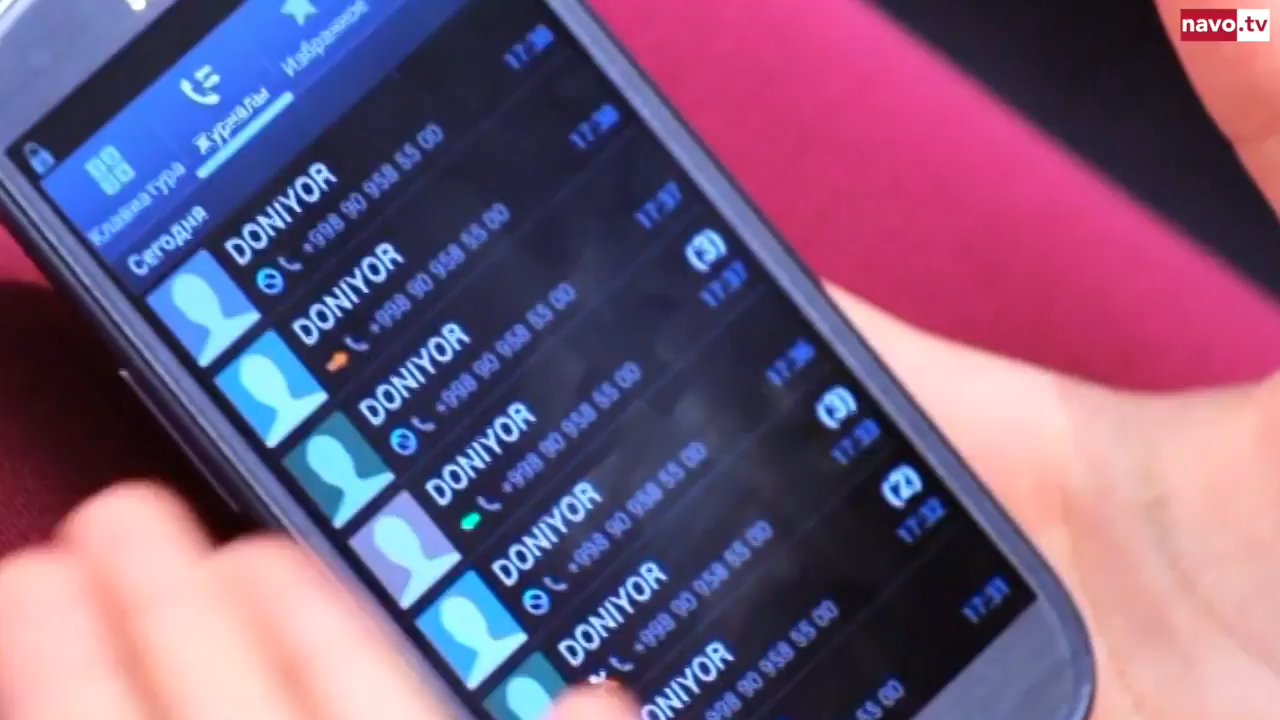 navo.tv
Клавиатура
Журналы
Избранное
Сегодня
DONIYOR
+998 90 958 55 00
17:38
DONIYOR
+998 90 958 55 00
17:38
DONIYOR
+998 90 958 55 00
17:37
DONIYOR (3)
+998 90 958 55 00
17:37
DONIYOR
+998 90 958 55 00
17:36
DONIYOR (3)
+998 90 958 55 00
17:33
DONIYOR (2)
998 90 958 55 00
17:32
55 00
17:31